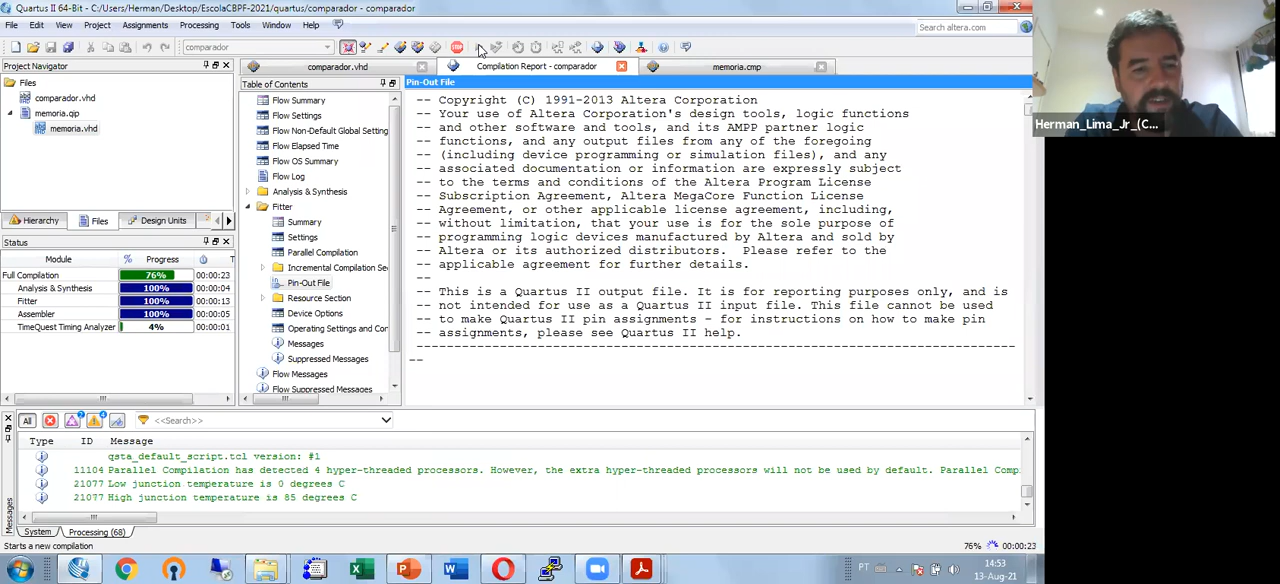 Quartus II 64-Bit - C:/Users/Herman/Desktop/EscolaCBPF-2021/quartus/comparador - comparador
File Edit View Project Assignments Processing Tools Window Help
Search altera.com
comparador
STOP
Project Navigator
Files
comparador.vhd
memoria.qip
memoria.vhd
Hierarchy
Files
Design Units
Status
Module % Progress
Full Compilation 76% 00:00:23
Analysis & Synthesis 100% 00:00:04
Fitter 100% 00:00:13
Assembler 100% 00:00:05
TimeQuest Timing Analyzer 4% 00:00:01
comparador.vhd
Compilation Report - comparador
memoria.cmp
Table of Contents
Flow Summary
Flow Settings
Flow Non-Default Global Setting
Flow Elapsed Time
Flow OS Summary
Flow Log
Analysis & Synthesis
Fitter
Summary
Settings
Parallel Compilation
Incremental Compilation Se
Pin-Out File
Resource Section
Device Options
Operating Settings and Con
Messages
Suppressed Messages
Flow Messages
Flow Suppressed Messages
Pin-Out File
-- Copyright (C) 1991-2013 Altera Corporation
-- Your use of Altera Corporation's design tools, logic functions
-- and other software and tools, and its AMPP partner logic
-- functions, and any output files from any of the foregoing
-- (including device programming or simulation files), and any
-- associated documentation or information are expressly subject
-- to the terms and conditions of the Altera Program License
-- Subscription Agreement, Altera MegaCore Function License
-- Agreement, or other applicable license agreement, including,
-- without limitation, that your use is for the sole purpose of
-- programming logic devices manufactured by Altera and sold by
-- Altera or its authorized distributors.  Please refer to the
-- applicable agreement for further details.
--
-- This is a Quartus II output file. It is for reporting purposes only, and is
-- not intended for use as a Quartus II input file. This file cannot be used
-- to make Quartus II pin assignments - for instructions on how to make pin
-- assignments, please see Quartus II help.
------------------------------------------------------------------------------
--
Herman_Lima_Jr_(C...
All
<<Search>>
Type ID Message
qsta_default_script.tcl version: #1
11104 Parallel Compilation has detected 4 hyper-threaded processors. However, the extra hyper-threaded processors will not be used by default. Parallel Comp
21077 Low junction temperature is 0 degrees C
21077 High junction temperature is 85 degrees C
Messages
System
Processing (68)
Starts a new compilation
76% 00:00:23
PT
14:53
13-Aug-21